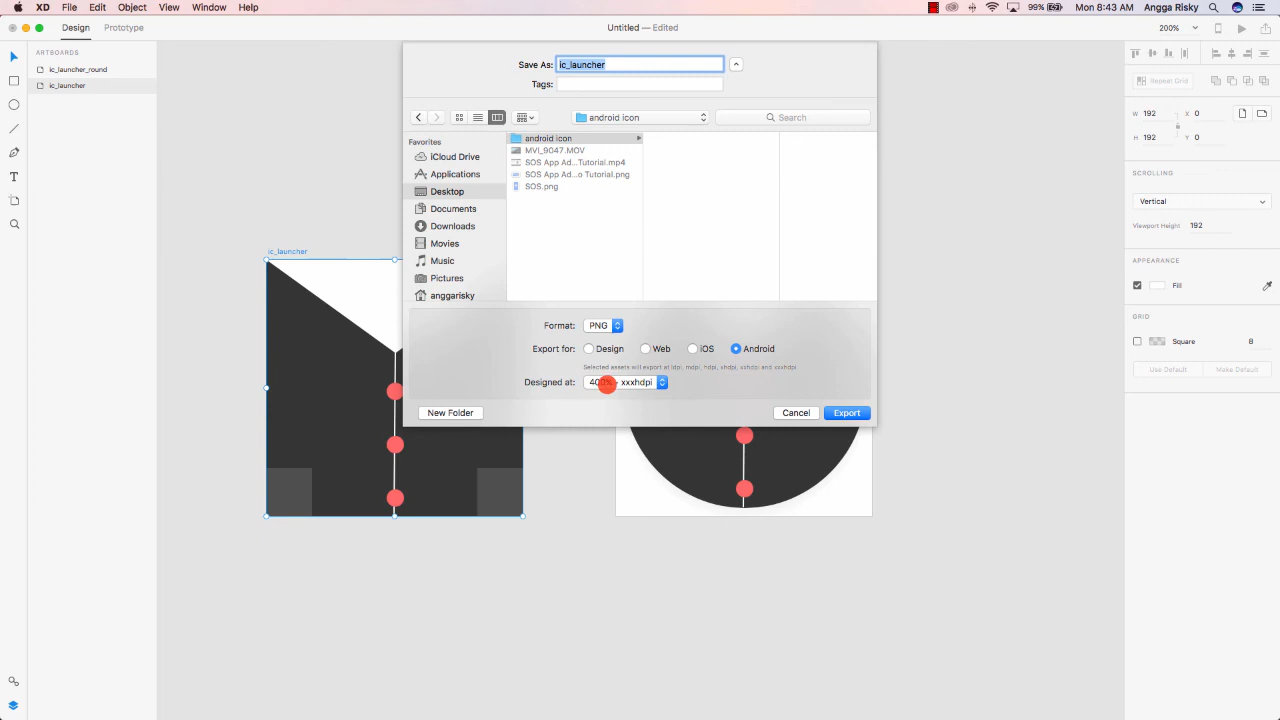 XD File Edit Object View Window Help 99% Mon 8:43 AM Angga Risky
Design Prototype Untitled — Edited 200%
ARTBOARDS
ic_launcher_round
ic_launcher
Save As: ic_launcher
Tags:
android icon Search
Favorites
iCloud Drive
Applications
Desktop
Documents
Downloads
Movies
Music
Pictures
anggarisky
android icon
MVI_9047.MOV
SOS App Ad...Tutorial.mp4
SOS App Ad...o Tutorial.png
SOS.png
Format: PNG
Export for: Design Web iOS Android
Selected assets will export at ldpi, mdpi, hdpi, xhdpi, xxhdpi and xxxhdpi
Designed at: 400% - xxxhdpi
New Folder Cancel Export
ic_launcher
Repeat Grid
W 192 X 0
H 192 Y 0
SCROLLING
Vertical
Viewport Height 192
APPEARANCE
Fill
GRID
Square 8
Use Default Make Default